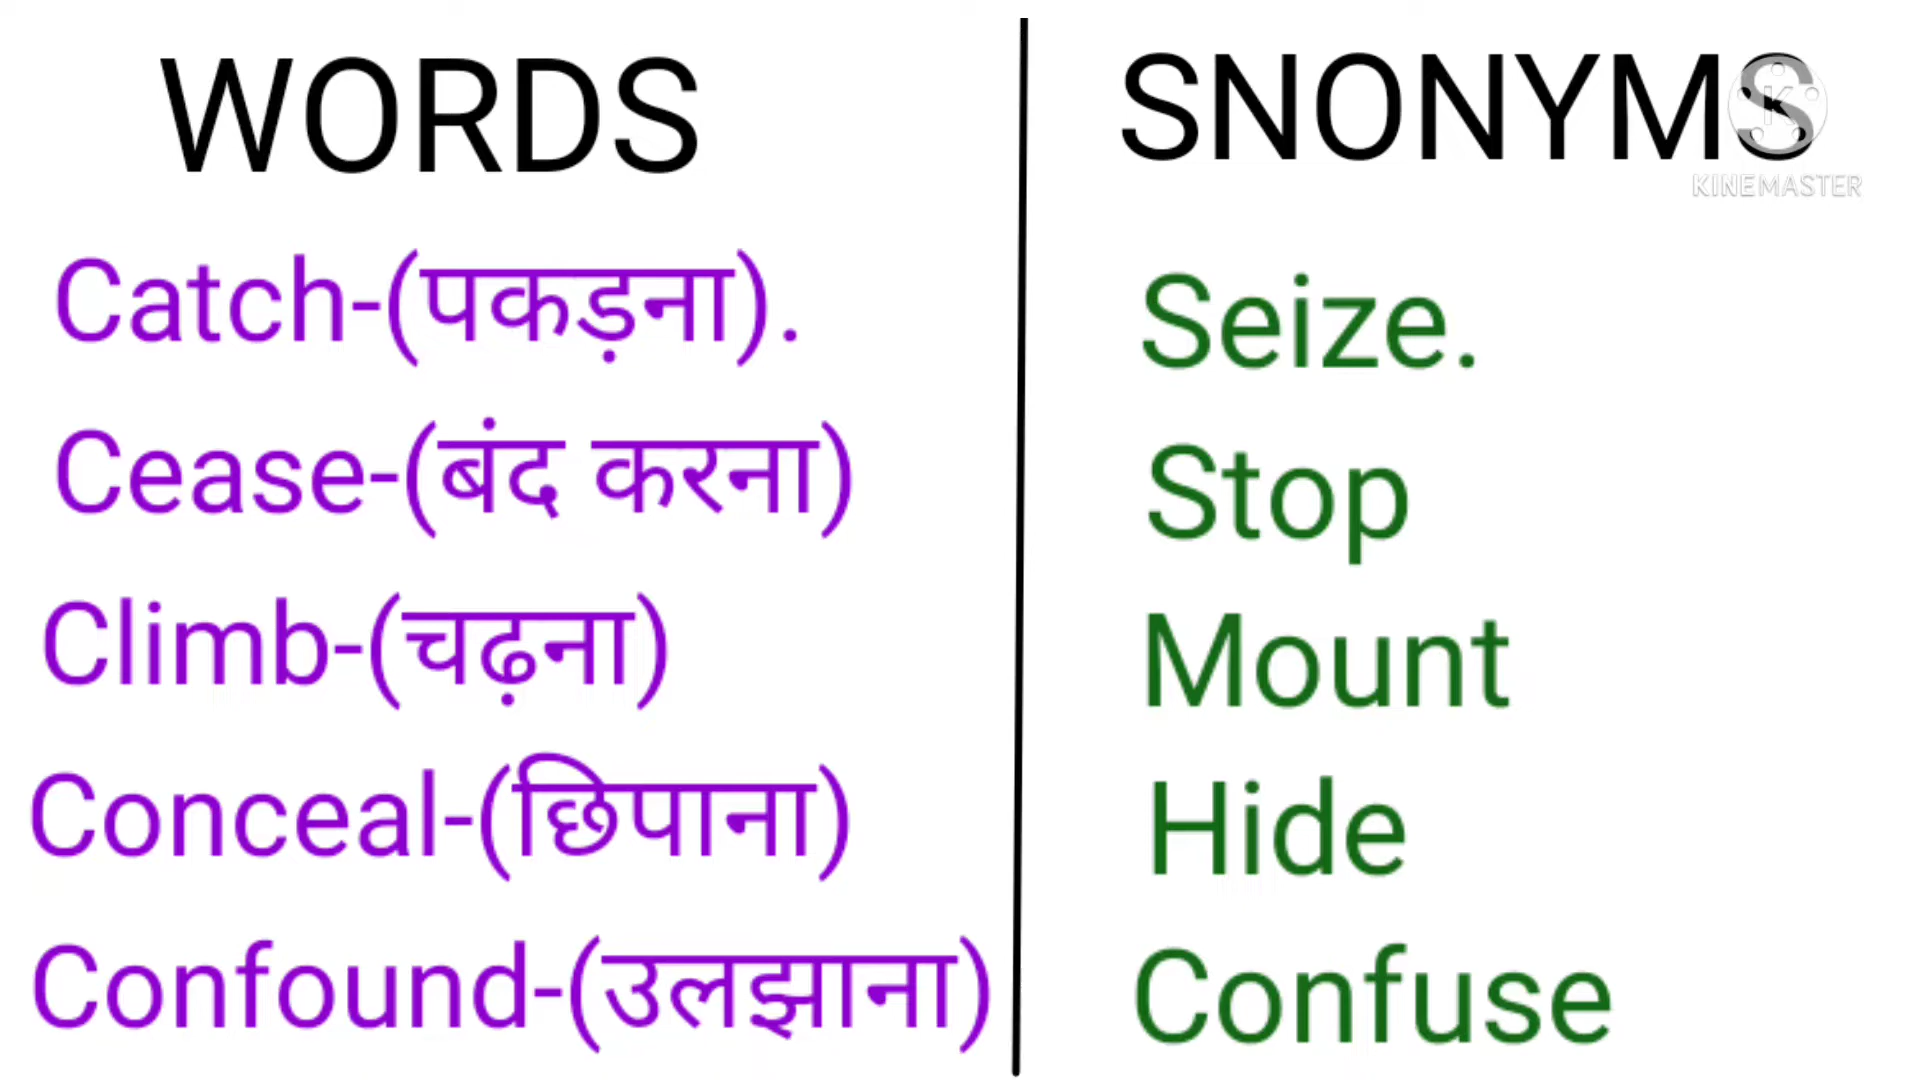 WORDS SNONYMS
KINEMASTER
Catch-(पकड़ना). Seize.
Cease-(बंद करना) Stop
Climb-(चढ़ना) Mount
Conceal-(छिपाना) Hide
Confound-(उलझाना) Confuse